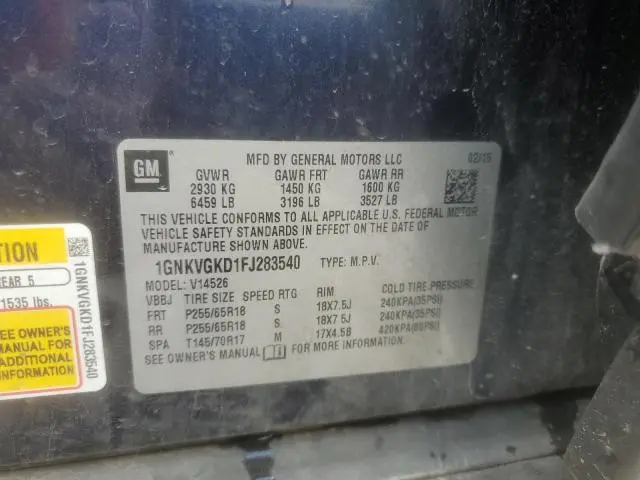 GM
MFD BY GENERAL MOTORS LLC 02/15
GVWR GAWR FRT GAWR RR
2930 KG 1450 KG 1600 KG
6459 LB 3196 LB 3527 LB
THIS VEHICLE CONFORMS TO ALL APPLICABLE U.S. FEDERAL MOTOR
VEHICLE SAFETY STANDARDS IN EFFECT ON THE DATE OF
MANUFACTURE SHOWN ABOVE.
1GNKVGKD1FJ283540 TYPE: M.P.V.
MODEL: V14526
VBBJ TIRE SIZE SPEED RTG RIM COLD TIRE PRESSURE
FRT P255/65R18 S 18X7.5J 240KPA(35PSI)
RR P255/65R18 S 18X7.5J 240KPA(35PSI)
SPA T145/70R17 M 17X4.5B 420KPA(60PSI)
SEE OWNER'S MANUAL FOR MORE INFORMATION.
TION
REAR 5
1535 lbs.
SEE OWNER'S
MANUAL FOR
ADDITIONAL
INFORMATION
1GNKVGKD1FJ283540